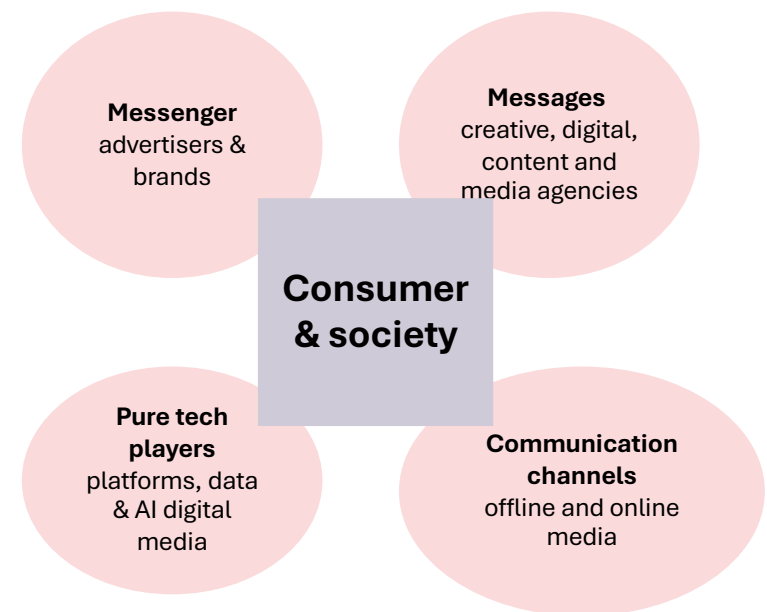 Messenger
advertisers &
brands
Messages
creative, digital,
content and
media agencies
Consumer
& society
Pure tech
players
platforms, data
& AI digital
media
Communication
channels
offline and online
media